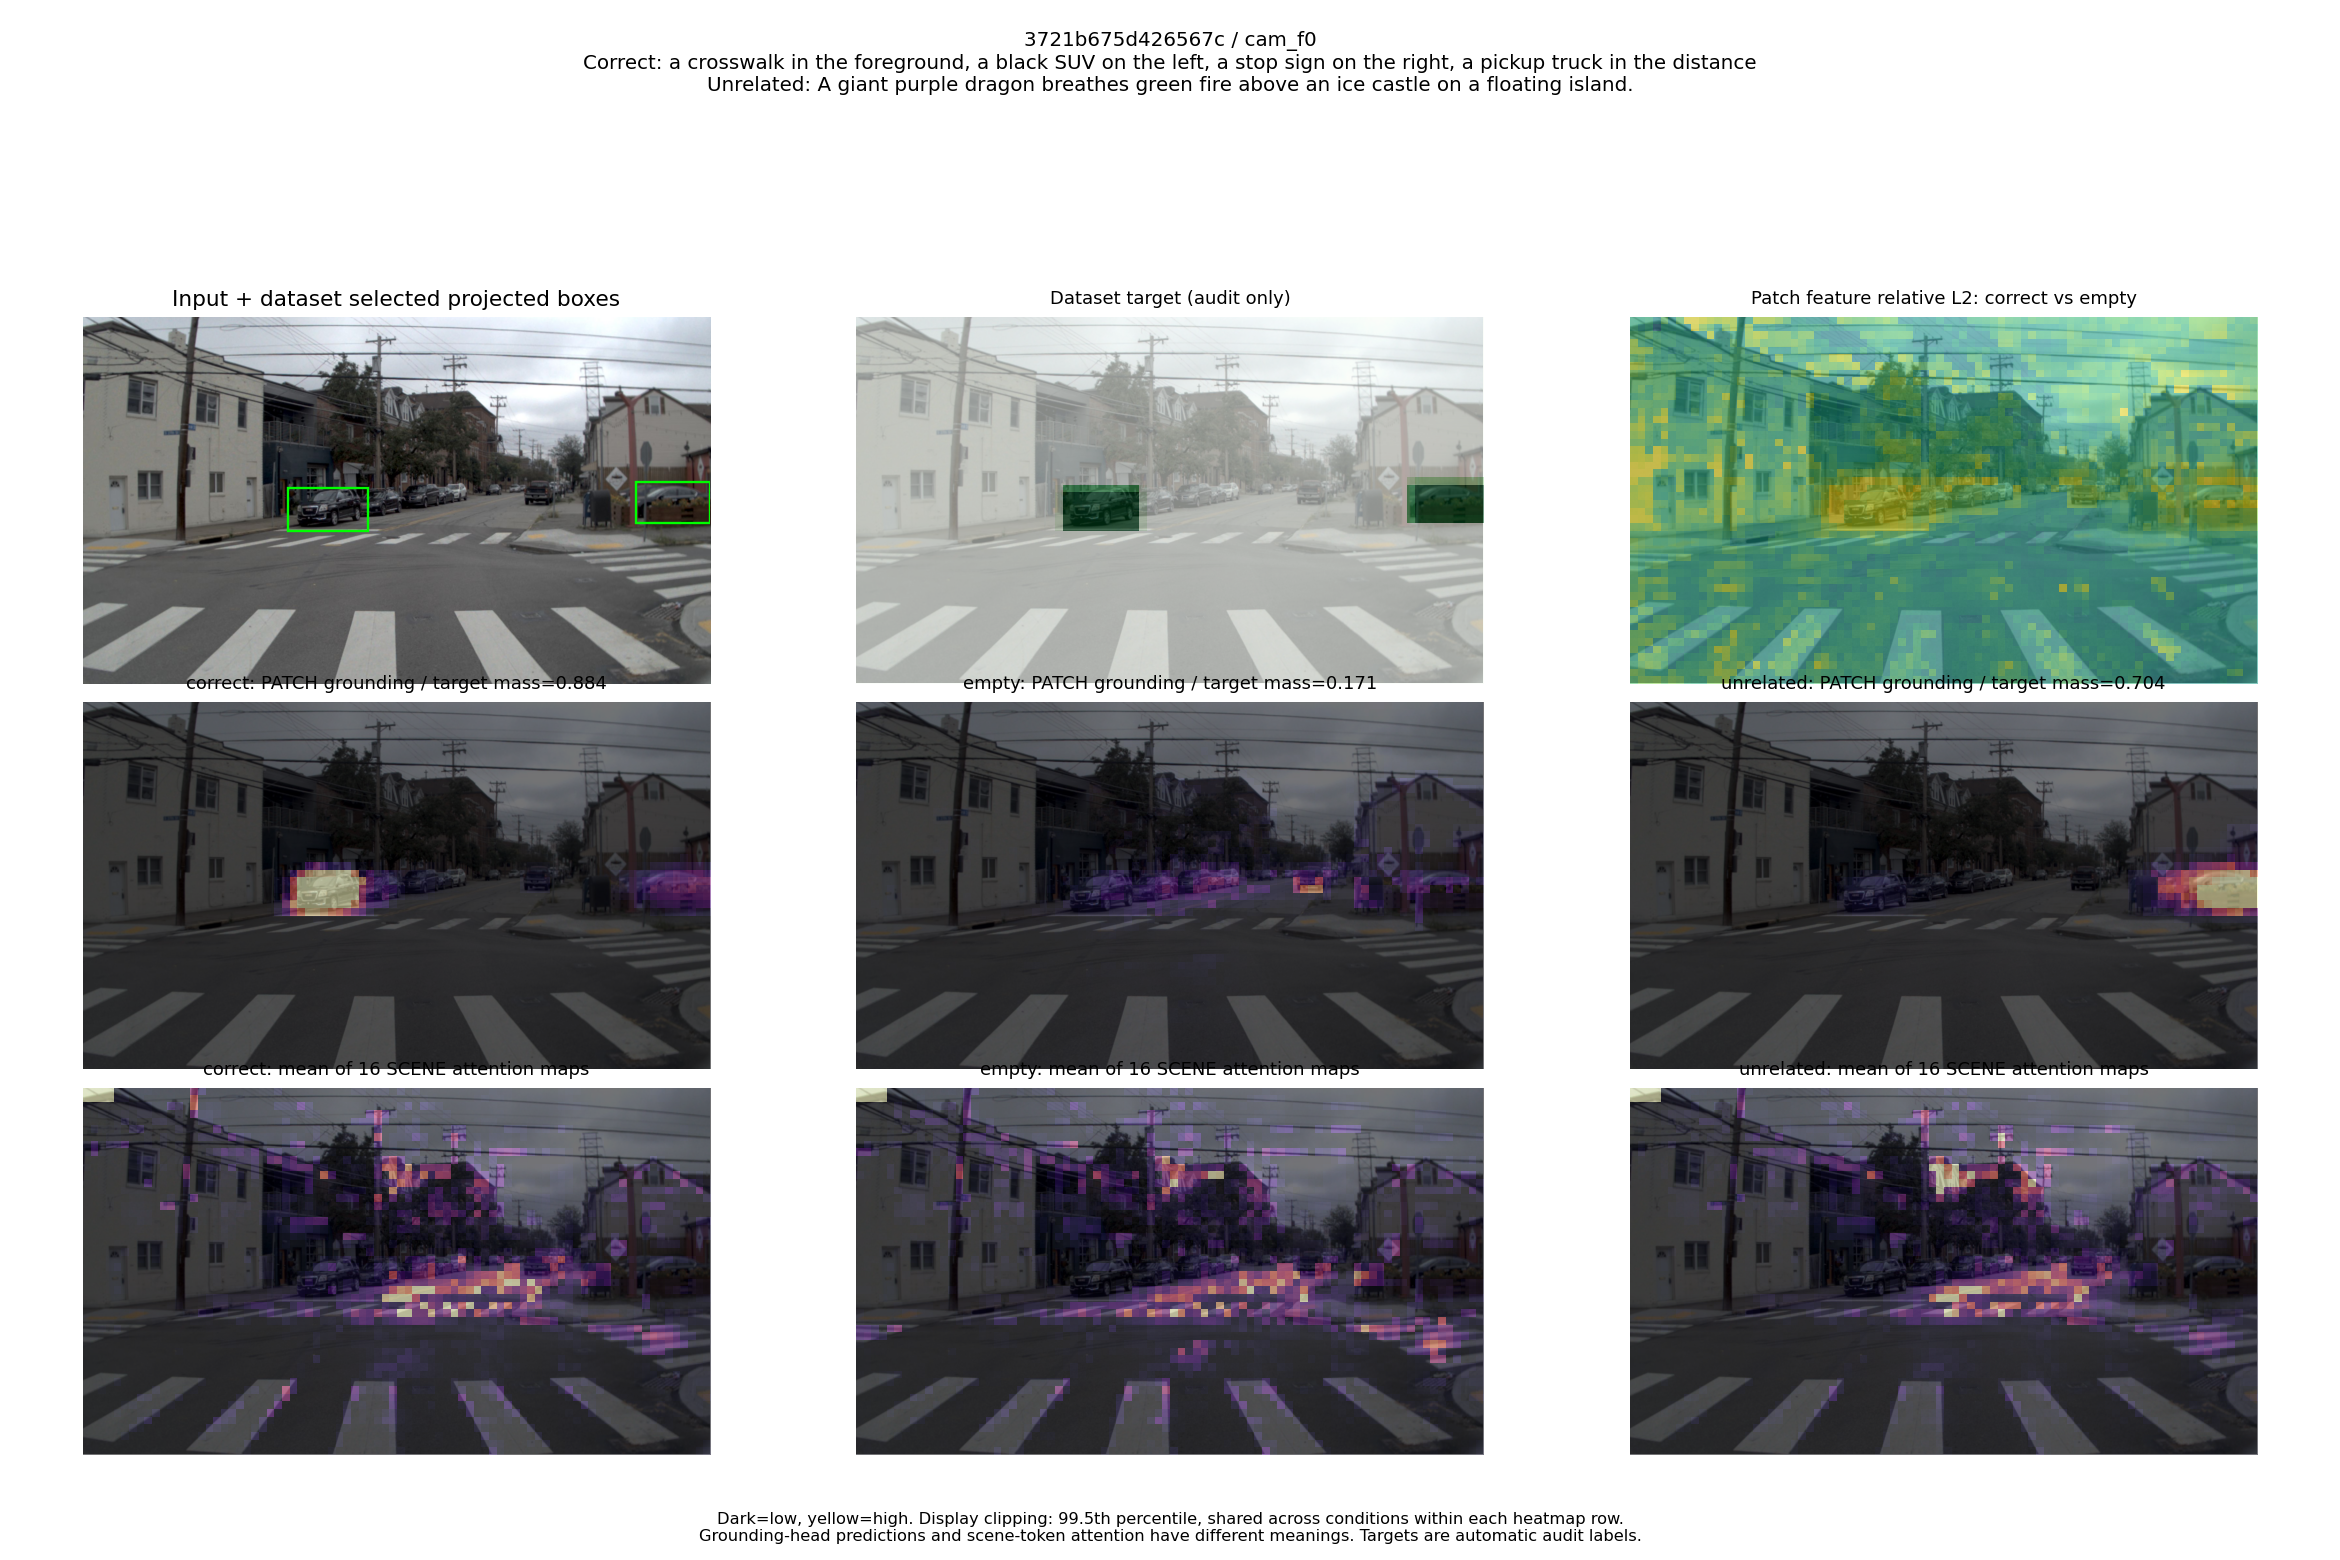 3721b675d426567c / cam_f0
Correct: a crosswalk in the foreground, a black SUV on the left, a stop sign on the right, a pickup truck in the distance
Unrelated: A giant purple dragon breathes green fire above an ice castle on a floating island.
Input + dataset selected projected boxes
Dataset target (audit only)
Patch feature relative L2: correct vs empty
correct: PATCH grounding / target mass=0.884
empty: PATCH grounding / target mass=0.171
unrelated: PATCH grounding / target mass=0.704
correct: mean of 16 SCENE attention maps
empty: mean of 16 SCENE attention maps
unrelated: mean of 16 SCENE attention maps
Dark=low, yellow=high. Display clipping: 99.5th percentile, shared across conditions within each heatmap row.
Grounding-head predictions and scene-token attention have different meanings. Targets are automatic audit labels.